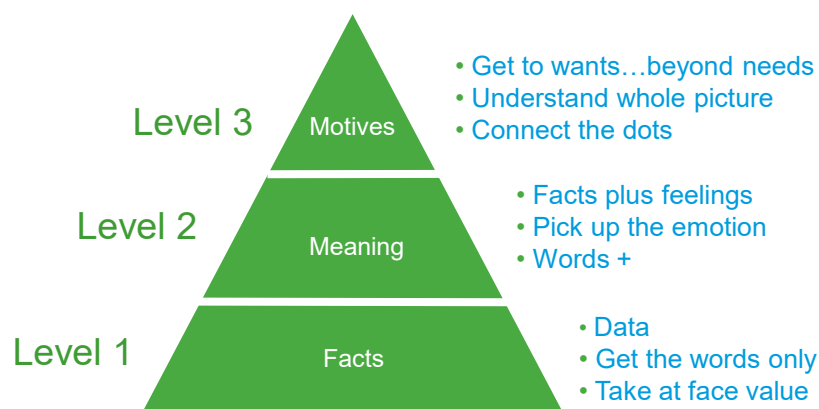 Level 3
Motives
• Get to wants…beyond needs
• Understand whole picture
• Connect the dots
Level 2
Meaning
• Facts plus feelings
• Pick up the emotion
• Words +
Level 1
Facts
• Data
• Get the words only
• Take at face value